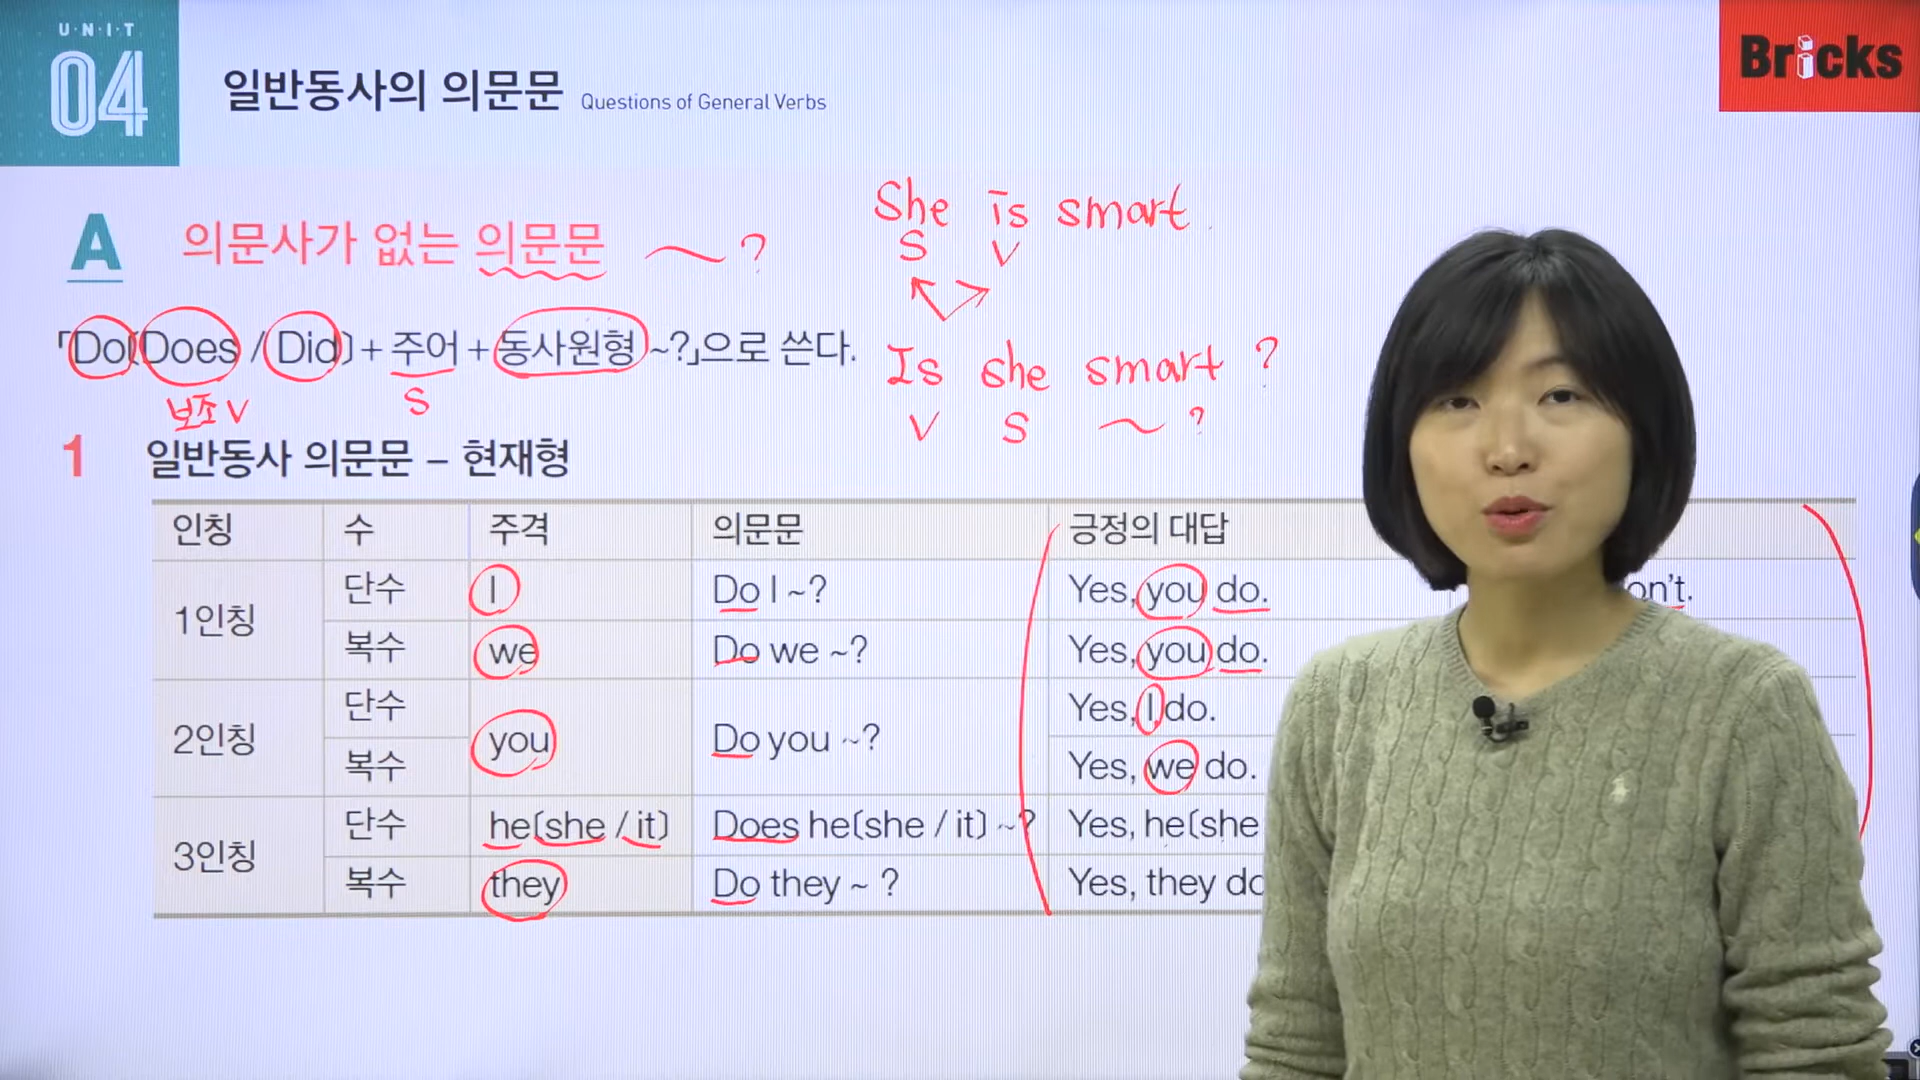 U·N·I·T
04
일반동사의 의문문 Questions of General Verbs
Bricks
She is smart
S V
A 의문사가 없는 의문문 ~ ?
「Do(Does / Did) + 주어 + 동사원형 ~?」으로 쓴다.
보조 V S
Is she smart ?
V S ~ ?
1 일반동사 의문문 – 현재형
인칭 수 주격 의문문 긍정의 대답
1인칭 단수 I Do I ~? Yes, you do. on't.
복수 we Do we ~? Yes, you do.
2인칭 단수 you Do you ~? Yes, I do.
복수 Yes, we do.
3인칭 단수 he(she / it) Does he(she / it) ~? Yes, he(she
복수 they Do they ~ ? Yes, they do